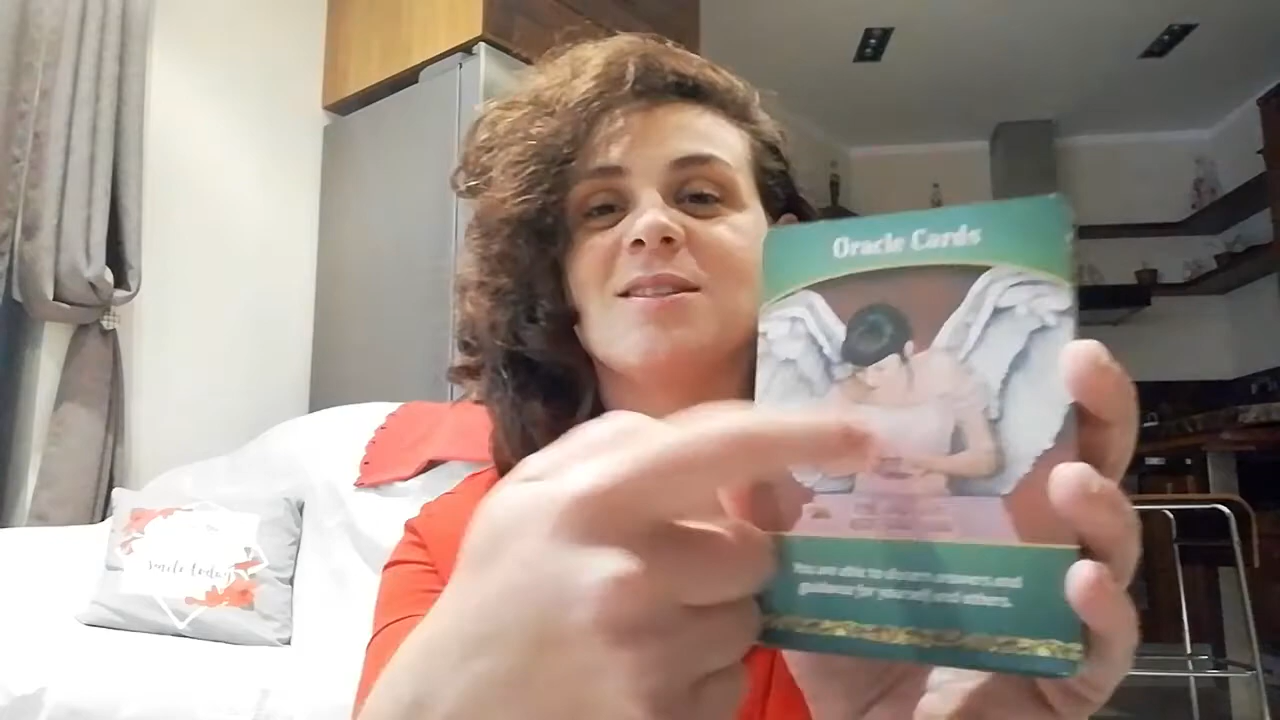 Oracle Cards
You are able to discern answers and
guidance for yourself and others.
smile today